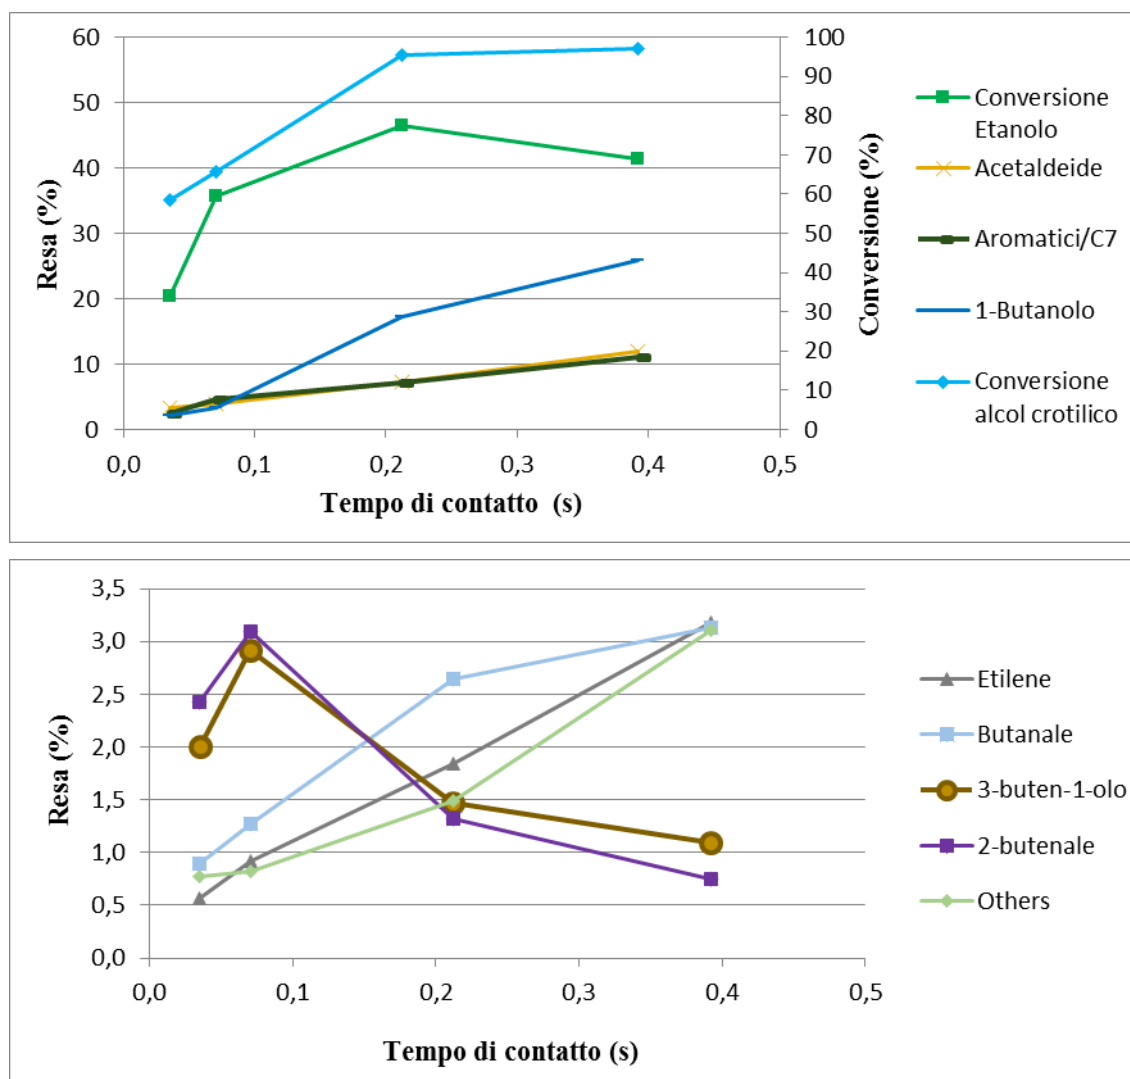 60
50
40
30
20
10
0
Resa (%)
100
90
80
70
60
50
40
30
20
10
0
Conversione (%)
0,0
0,1
0,2
0,3
0,4
0,5
Tempo di contatto (s)
Conversione
Etanolo
Acetaldeide
Aromatici/C7
1-Butanolo
Conversione
alcol crotilico
3,5
3,0
2,5
2,0
1,5
1,0
0,5
0,0
Resa (%)
0,0
0,1
0,2
0,3
0,4
0,5
Tempo di contatto (s)
Etilene
Butanale
3-buten-1-olo
2-butenale
Others